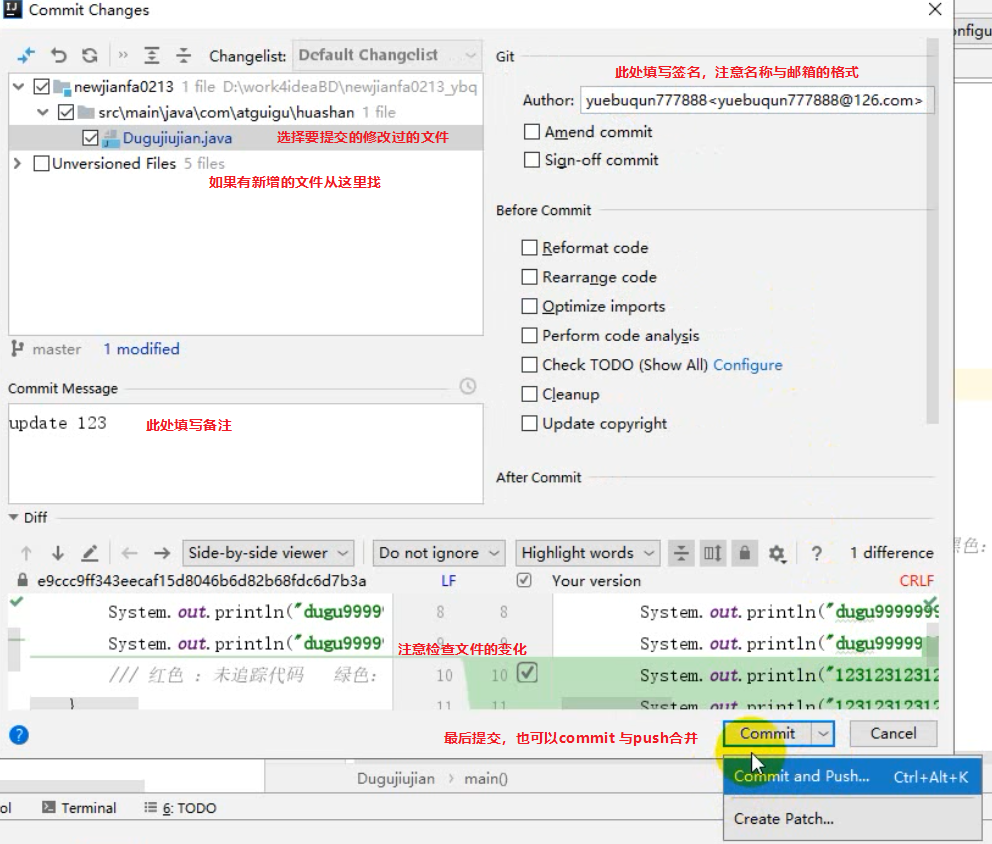 Commit Changes
Changelist: Default Changelist
Git
newjianfa0213 1 file D:\work4ideaBD\newjianfa0213_ybq
此处填写签名，注意名称与邮箱的格式
Author: yuebuqun777888<yuebuqun777888@126.com>
src\main\java\com\atguigu\huashan 1 file
Dugujiujian.java 选择要提交的修改过的文件
Amend commit
Unversioned Files 5 files
Sign-off commit
如果有新增的文件从这里找
Before Commit
Reformat code
Rearrange code
Optimize imports
Perform code analysis
master 1 modified
Check TODO (Show All) Configure
Commit Message
Cleanup
update 123 此处填写备注
Update copyright
After Commit
Diff
Side-by-side viewer Do not ignore Highlight words ? 1 difference
e9ccc9ff343eecaf15d8046b6d82b68fdc6d7b3a LF Your version CRLF
System.out.println("dugu9999' 8 8 System.out.println("dugu9999999
System.out.println("dugu9999' 9 9 System.out.println("dugu99999
注意检查文件的变化
/// 红色 ：未追踪代码 绿色： 10 10 System.out.println("12312312312
} 11 11 System.out.println("12312312312
最后提交，也可以commit 与push合并
Commit Cancel
Commit and Push... Ctrl+Alt+K
Dugujiujian › main()
Terminal 6: TODO
Create Patch...